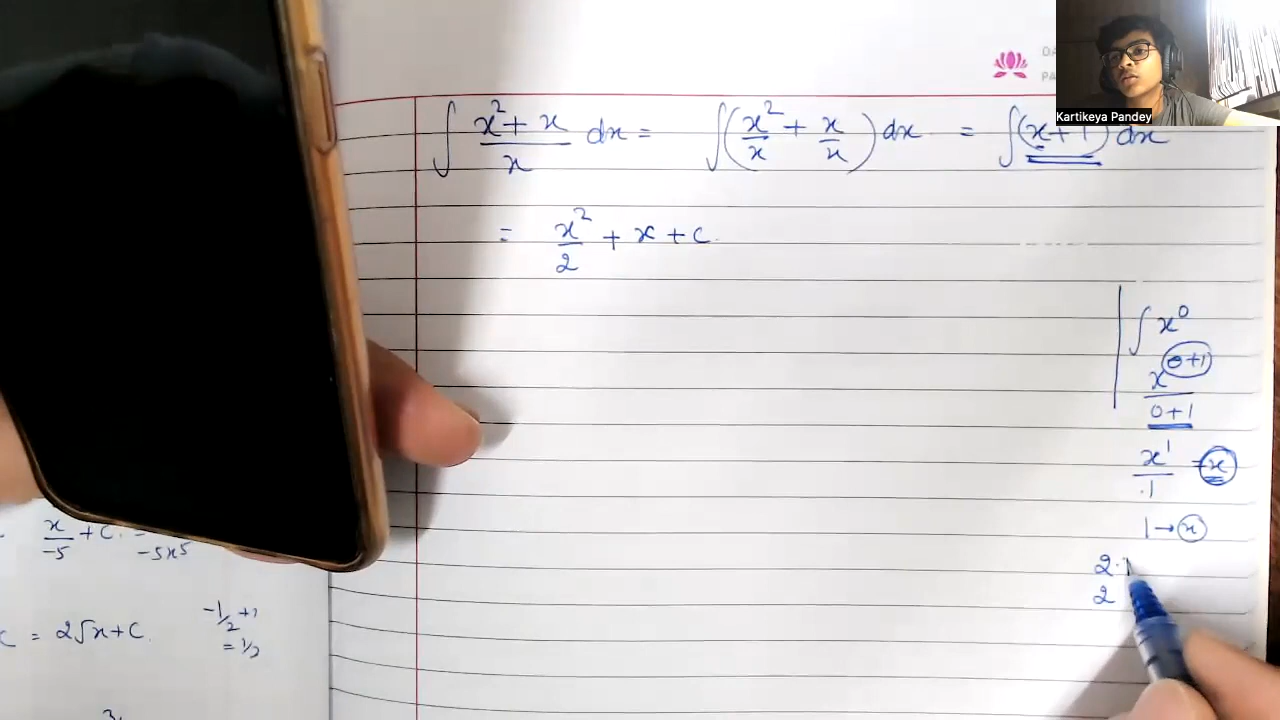 Kartikeya Pandey
∫ (x² + x)/x dx = ∫ (x²/x + x/x) dx = ∫ (x + 1) dx
= x²/2 + x + c
∫ x⁰
x^(0+1)
0+1
x¹/1 = x
1 → x
2·1
2
x/-5 + C. = -5x⁵
-1/2 +1
= 1/2
C = 2√x + C.